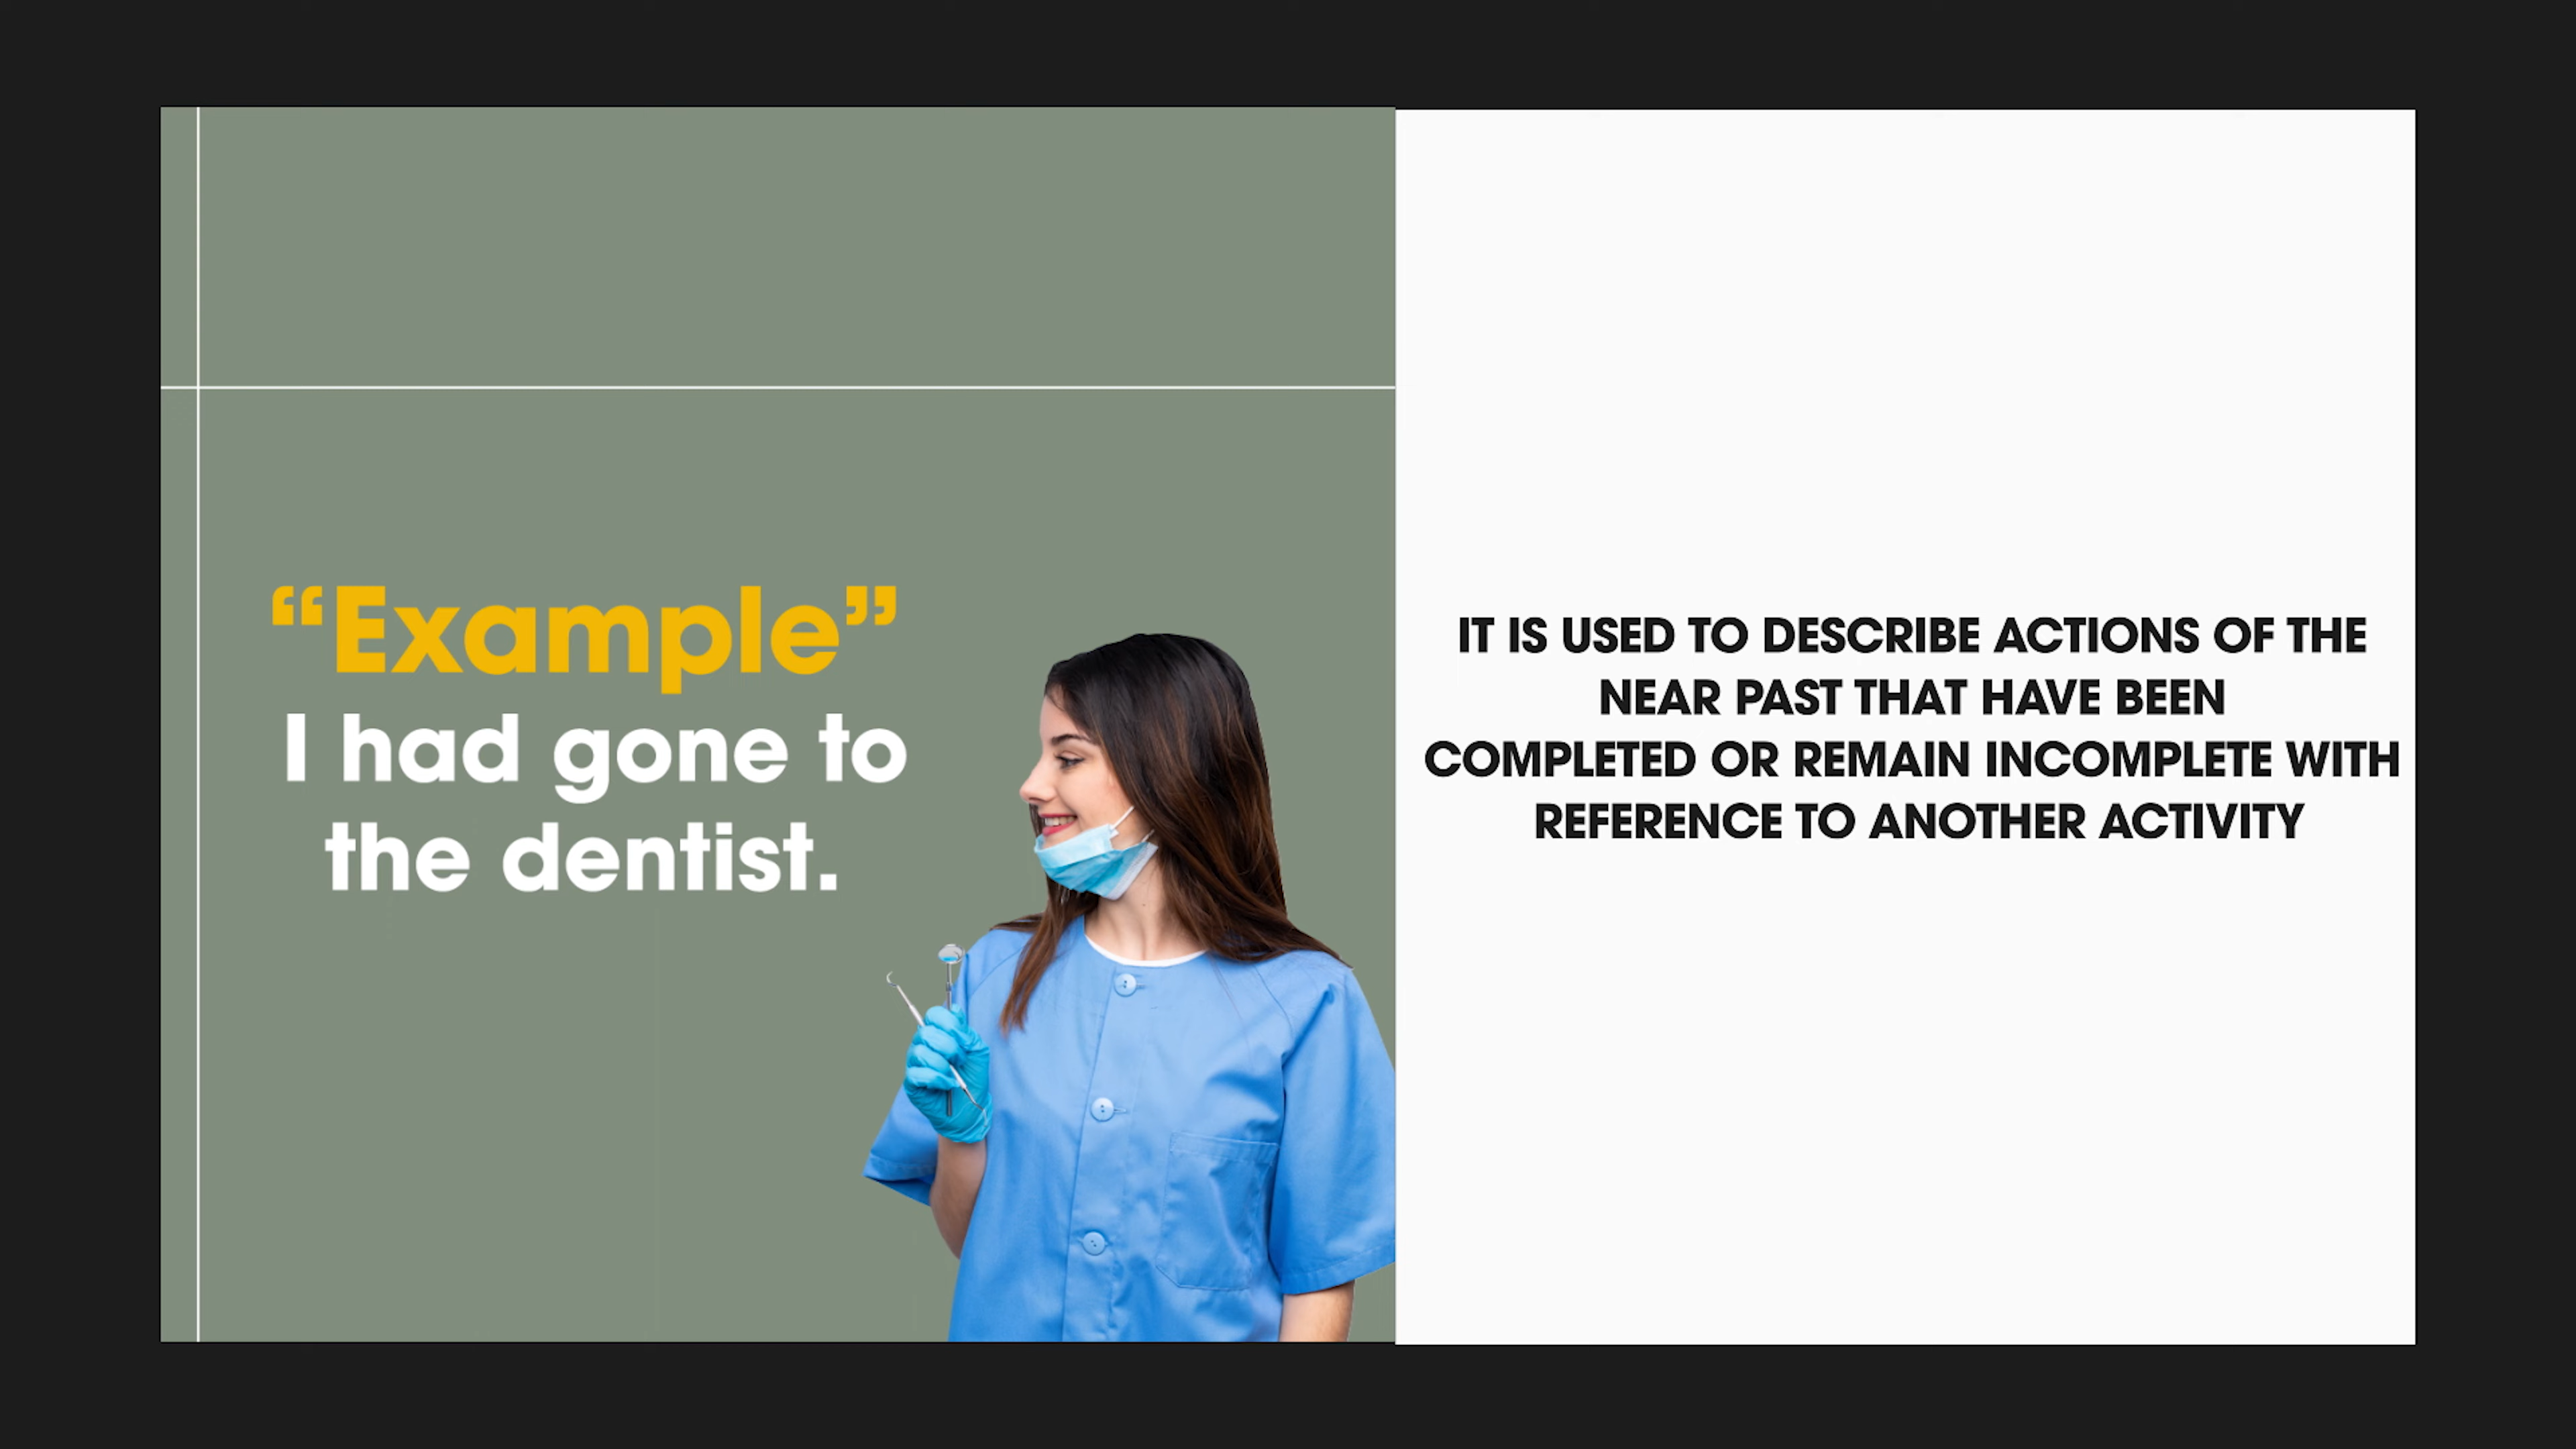 “Example”
I had gone to
the dentist.
IT IS USED TO DESCRIBE ACTIONS OF THE
NEAR PAST THAT HAVE BEEN
COMPLETED OR REMAIN INCOMPLETE WITH
REFERENCE TO ANOTHER ACTIVITY